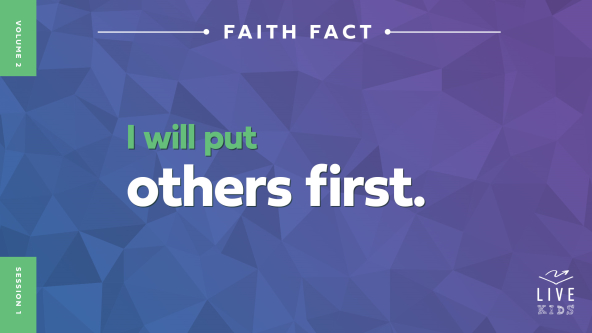 VOLUME 2
FAITH FACT
I will put
others first.
SESSION 1
LIVE
KIDS